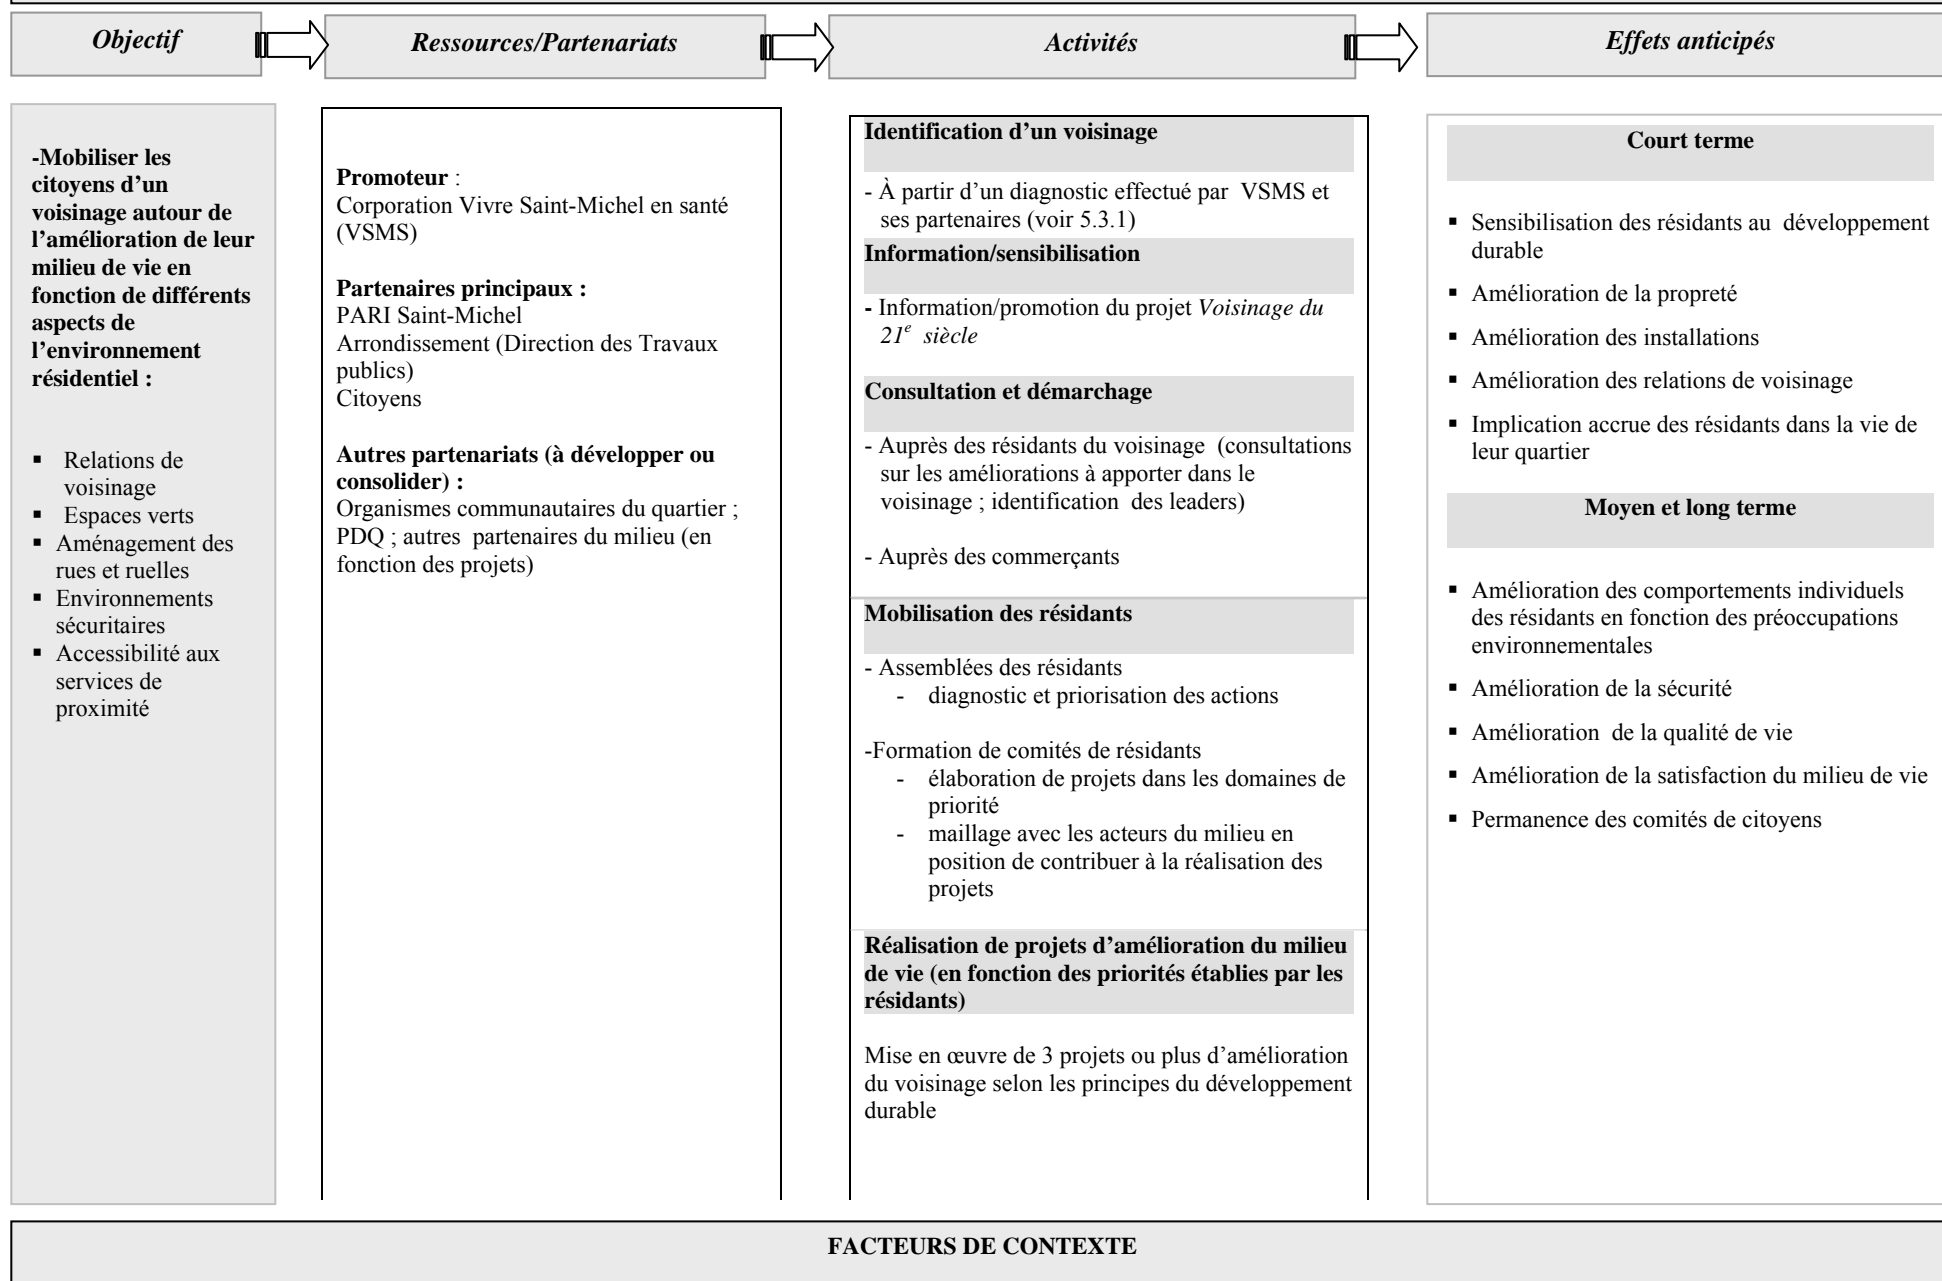 Objectif
Ressources/Partenariats
Activités
Effets anticipés
-Mobiliser les
citoyens d’un
voisinage autour de
l’amélioration de leur
milieu de vie en
fonction de différents
aspects de
l’environnement
résidentiel :
▪ Relations de
voisinage
▪ Espaces verts
▪ Aménagement des
rues et ruelles
▪ Environnements
sécuritaires
▪ Accessibilité aux
services de
proximité
Promoteur :
Corporation Vivre Saint-Michel en santé
(VSMS)
Partenaires principaux :
PARI Saint-Michel
Arrondissement (Direction des Travaux
publics)
Citoyens
Autres partenariats (à développer ou
consolider) :
Organismes communautaires du quartier ;
PDQ ; autres partenaires du milieu (en
fonction des projets)
Identification d’un voisinage
- À partir d’un diagnostic effectué par VSMS et
ses partenaires (voir 5.3.1)
Information/sensibilisation
- Information/promotion du projet Voisinage du
21e siècle
Consultation et démarchage
- Auprès des résidants du voisinage (consultations
sur les améliorations à apporter dans le
voisinage ; identification des leaders)
- Auprès des commerçants
Mobilisation des résidants
- Assemblées des résidants
- diagnostic et priorisation des actions
-Formation de comités de résidants
- élaboration de projets dans les domaines de
priorité
- maillage avec les acteurs du milieu en
position de contribuer à la réalisation des
projets
Réalisation de projets d’amélioration du milieu
de vie (en fonction des priorités établies par les
résidants)
Mise en œuvre de 3 projets ou plus d’amélioration
du voisinage selon les principes du développement
durable
Court terme
▪ Sensibilisation des résidants au développement
durable
▪ Amélioration de la propreté
▪ Amélioration des installations
▪ Amélioration des relations de voisinage
▪ Implication accrue des résidants dans la vie de
leur quartier
Moyen et long terme
▪ Amélioration des comportements individuels
des résidants en fonction des préoccupations
environnementales
▪ Amélioration de la sécurité
▪ Amélioration de la qualité de vie
▪ Amélioration de la satisfaction du milieu de vie
▪ Permanence des comités de citoyens
FACTEURS DE CONTEXTE